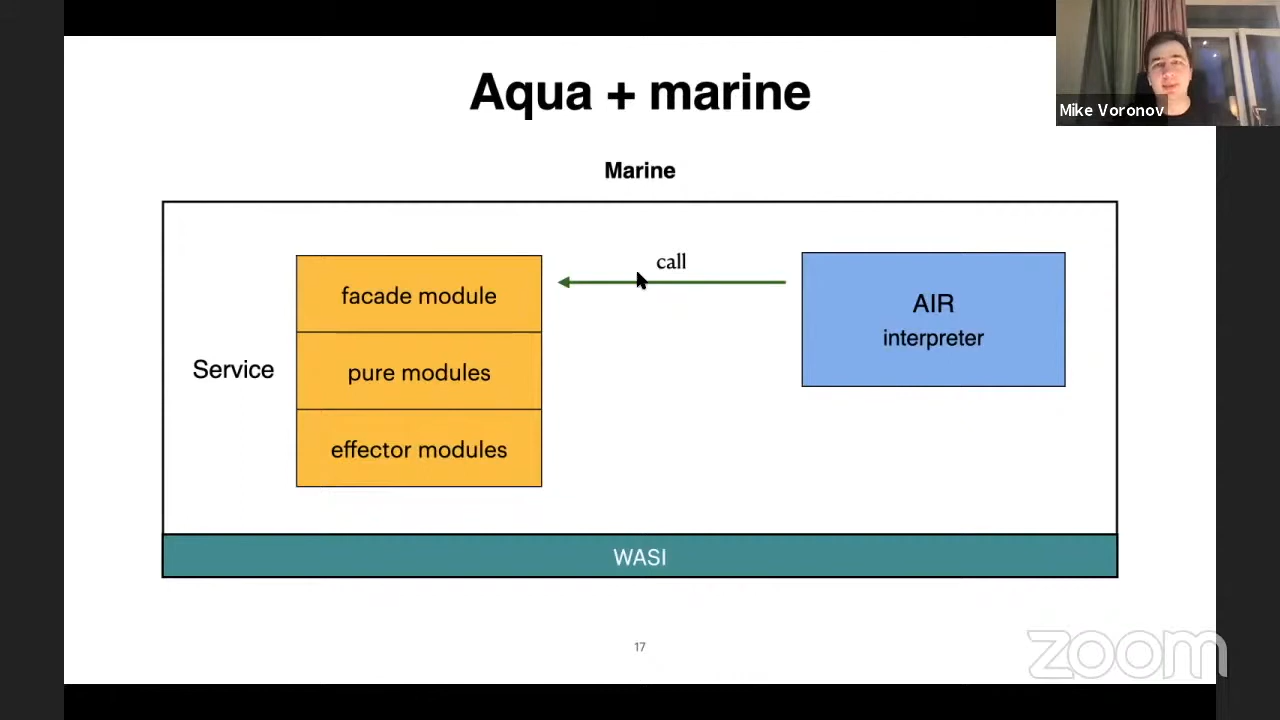 Aqua + marine
Mike Voronov
Marine
call
facade module
AIR
interpreter
Service
pure modules
effector modules
WASI
17
zoom